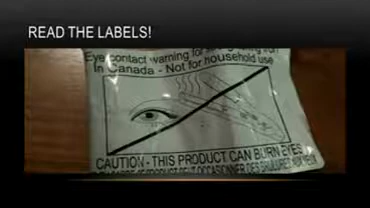 READ THE LABELS!
Eye contact warning for
In Canada - Not for household use
CAUTION - THIS PRODUCT CAN BURN EYES